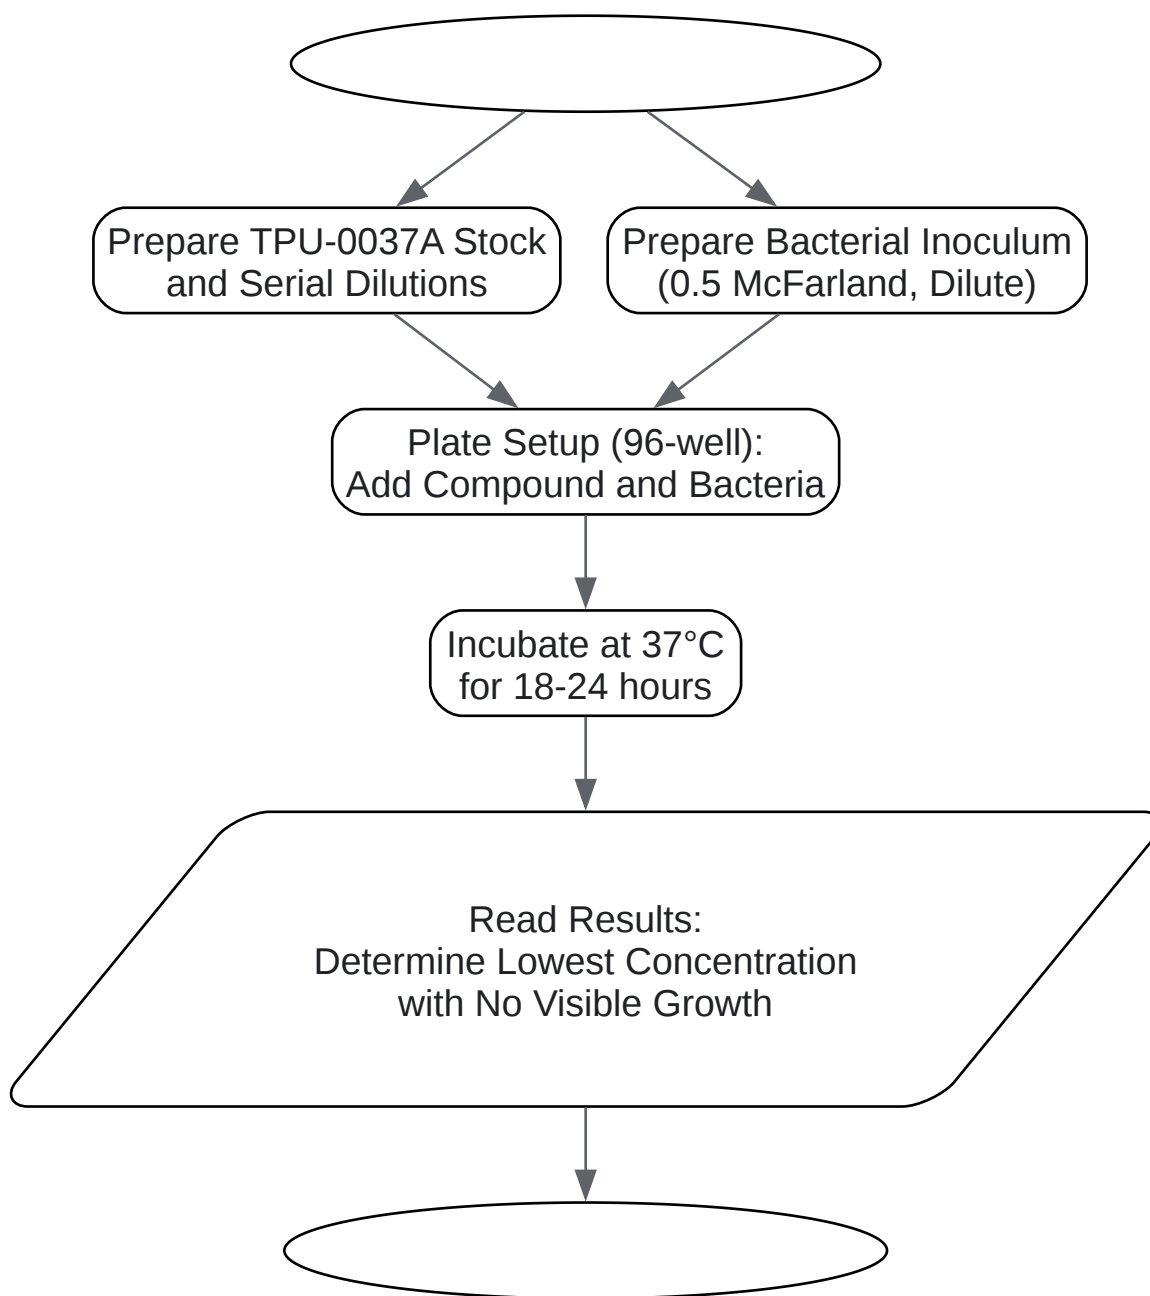 Prepare TPU-0037A Stock
and Serial Dilutions
Prepare Bacterial Inoculum
(0.5 McFarland, Dilute)
Plate Setup (96-well):
Add Compound and Bacteria
Incubate at 37°C
for 18-24 hours
Read Results:
Determine Lowest Concentration
with No Visible Growth